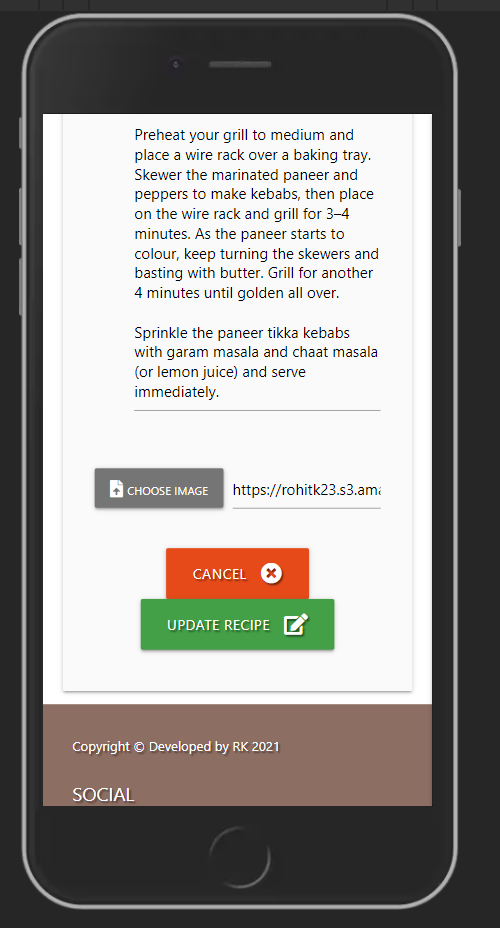 Preheat your grill to medium and
place a wire rack over a baking tray.
Skewer the marinated paneer and
peppers to make kebabs, then place
on the wire rack and grill for 3–4
minutes. As the paneer starts to
colour, keep turning the skewers and
basting with butter. Grill for another
4 minutes until golden all over.
Sprinkle the paneer tikka kebabs
with garam masala and chaat masala
(or lemon juice) and serve
immediately.
CHOOSE IMAGE
https://rohitk23.s3.ama
CANCEL
UPDATE RECIPE
Copyright © Developed by RK 2021
SOCIAL